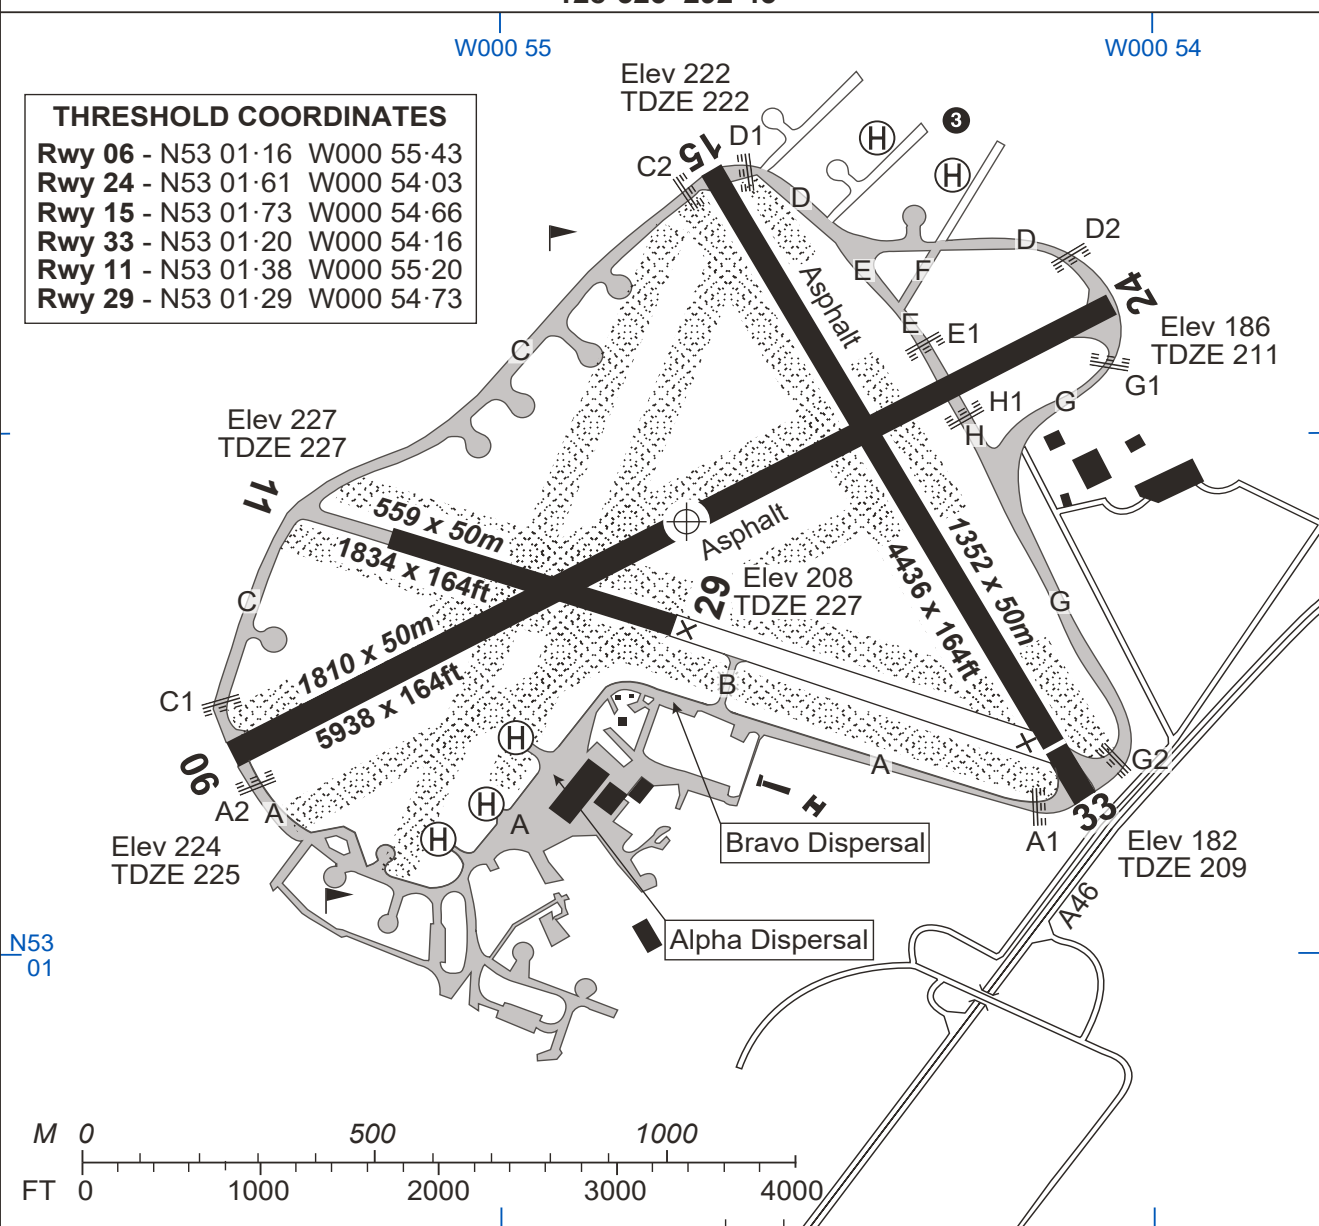 W000 55
W000 54
THRESHOLD COORDINATES
Rwy 06 - N53 01·16 W000 55·43
Rwy 24 - N53 01·61 W000 54·03
Rwy 15 - N53 01·73 W000 54·66
Rwy 33 - N53 01·20 W000 54·16
Rwy 11 - N53 01·38 W000 55·20
Rwy 29 - N53 01·29 W000 54·73
Elev 222
TDZE 222
15
D1
C2
H
3
H
D
D
D2
E
F
24
E
E1
Elev 186
TDZE 211
G1
C
Asphalt
H1
G
H
Elev 227
TDZE 227
11
559 x 50m
1834 x 164ft
Asphalt
29
Elev 208
TDZE 227
1352 x 50m
4436 x 164ft
C
G
1810 x 50m
5938 x 164ft
B
C1
06
H
A
G2
A2
A
H
A
33
H
A1
Bravo Dispersal
Elev 182
TDZE 209
Elev 224
TDZE 225
A46
Alpha Dispersal
N53
01
M 0 500 1000
FT 0 1000 2000 3000 4000